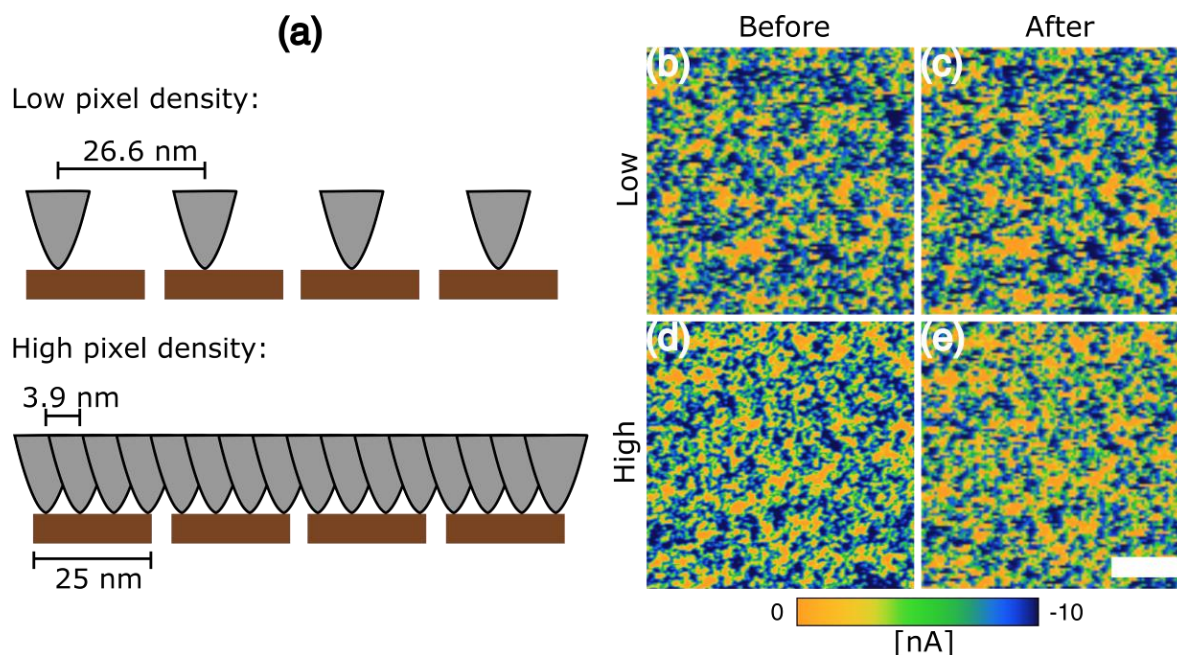 (a)
Low pixel density:
26.6 nm
High pixel density:
3.9 nm
25 nm
Before
After
(b)
(c)
Low
(d)
(e)
High
0
-10
[nA]